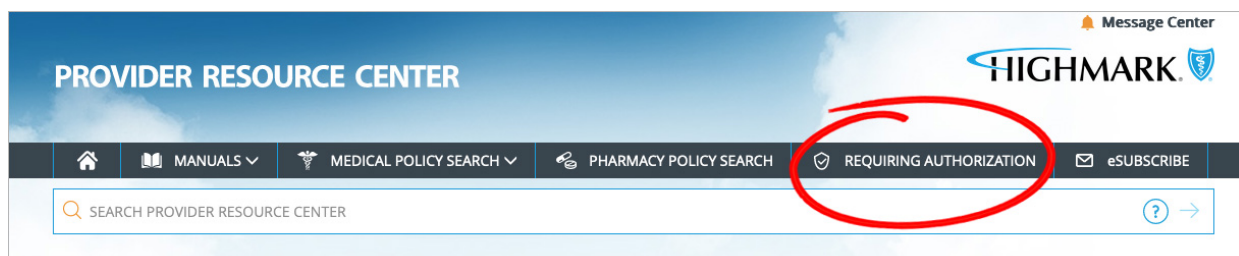 Message Center
PROVIDER RESOURCE CENTER
HIGHMARK.
MANUALS MEDICAL POLICY SEARCH PHARMACY POLICY SEARCH REQUIRING AUTHORIZATION eSUBSCRIBE
SEARCH PROVIDER RESOURCE CENTER ?